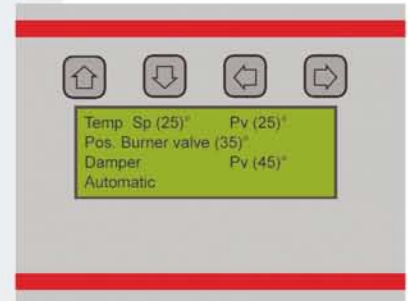 Temp Sp (25)° Pv (25)°
Pos. Burner valve (35)°
Damper Pv (45)°
Automatic